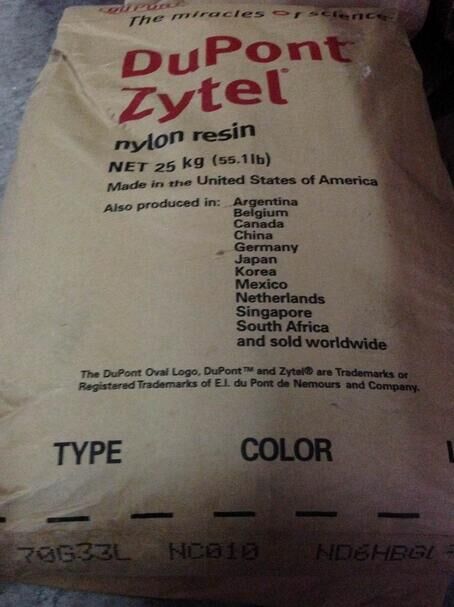 The miracles of science
DuPont™
Zytel®
nylon resin
NET 25 kg (55.1lb)
Made in the United States of America
Also produced in: Argentina
Belgium
Canada
China
Germany
Japan
Korea
Mexico
Netherlands
Singapore
South Africa
and sold worldwide
The DuPont Oval Logo, DuPont™ and Zytel® are Trademarks or
Registered Trademarks of E.I. du Pont de Nemours and Company.
TYPE COLOR
70G33L NC010